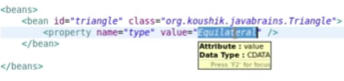 <beans>
<bean id="triangle" class="org.koushik.javabrains.Triangle">
<property name="type" value="Equilateral" />
</bean>
Attribute : value
Data Type : CDATA
Press 'F2' for focus
</beans>